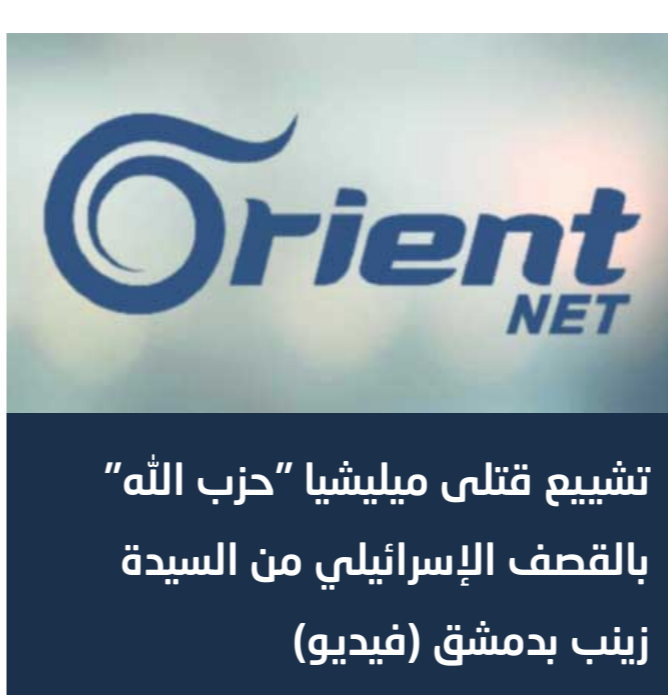 Orient
NET
تشييع قتلى ميليشيا "حزب الله"
بالقصف الإسرائيلي من السيدة
زينب بدمشق (فيديو)